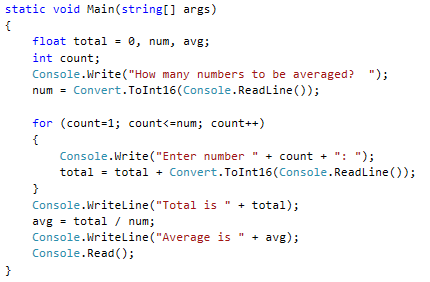 static void Main(string[] args)
{
    float total = 0, num, avg;
    int count;
    Console.Write("How many numbers to be averaged?  ");
    num = Convert.ToInt16(Console.ReadLine());

    for (count=1; count<=num; count++)
    {
        Console.Write("Enter number " + count + ": ");
        total = total + Convert.ToInt16(Console.ReadLine());
    }
    Console.WriteLine("Total is " + total);
    avg = total / num;
    Console.WriteLine("Average is " + avg);
    Console.Read();
}